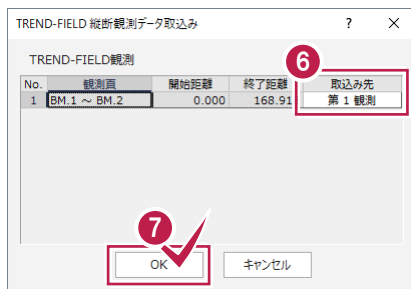 TREND-FIELD 縦断観測データ取込み ? ×
TREND-FIELD観測
6
No. 観測頁 開始距離 終了距離 取込み先
1 BM.1 ～ BM.2 0.000 168.91 第 1 観測
7
OK キャンセル